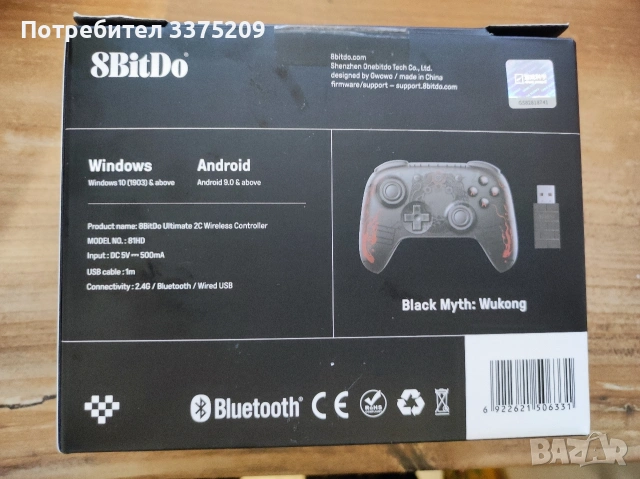 Потребител 3375209
8BitDo
8bitdo.com
Shenzhen Onebitdo Tech Co., Ltd.
designed by Gwowo / made in China
firmware/support – support.8bitdo.com
Windows
Windows 10 (1903) & above
Android
Android 9.0 & above
Product name: 8BitDo Ultimate 2C Wireless Controller
MODEL NO. : 81HD
Input : DC 5V⎓500mA
USB cable : 1m
Connectivity : 2.4G / Bluetooth / Wired USB
Black Myth: Wukong
Bluetooth®
CE
RoHS
6 922621 506331
BAZAR